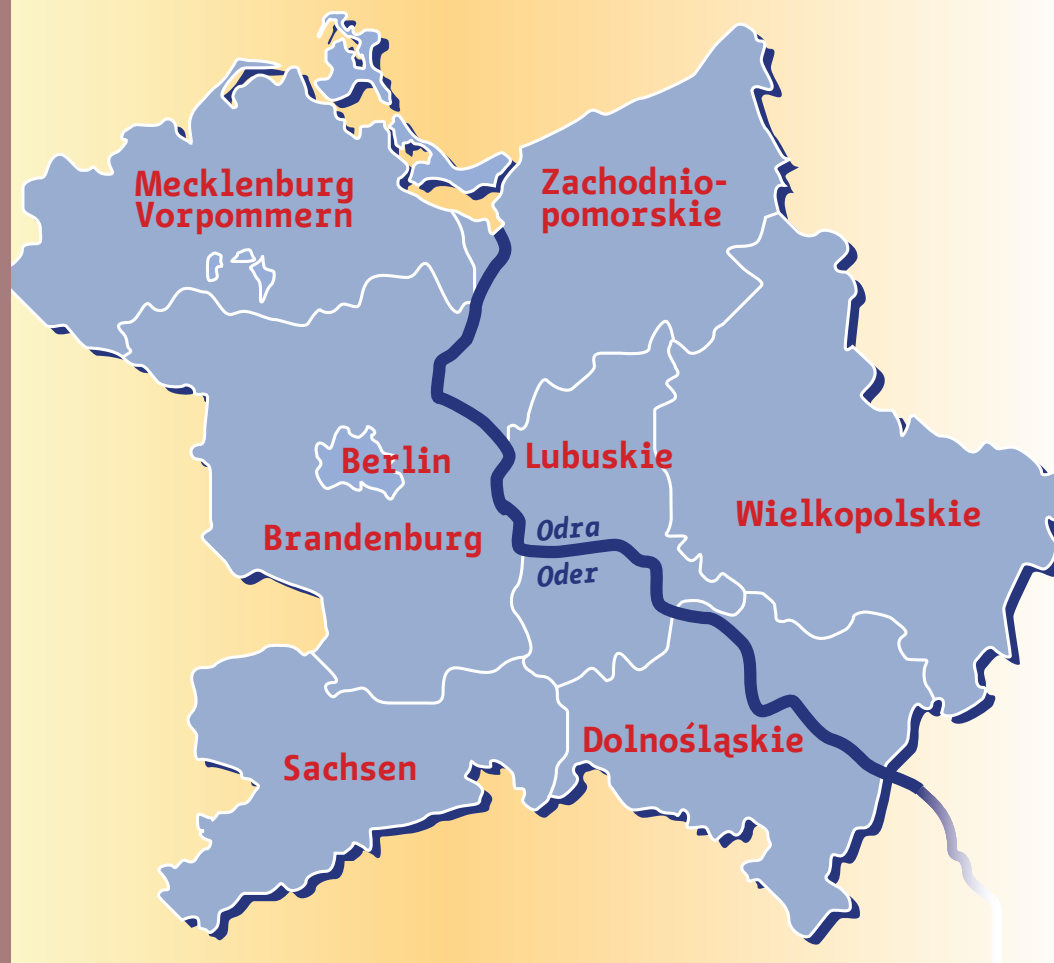 Mecklenburg
Vorpommern
Zachodnio-
pomorskie
Berlin
Lubuskie
Brandenburg
Wielkopolskie
Odra
Oder
Sachsen
Dolnośląskie